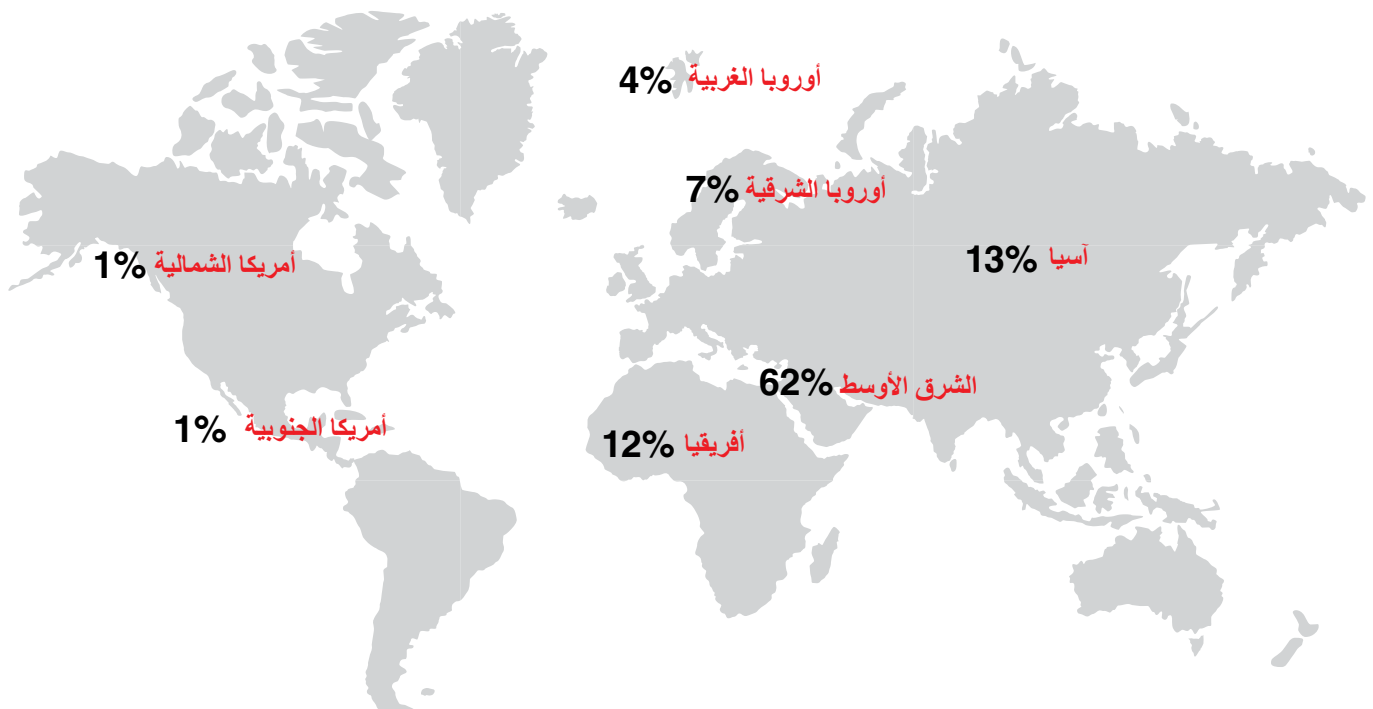 أوروبا الغربية 4%
أوروبا الشرقية 7%
آسيا 13%
أمريكا الشمالية 1%
الشرق الأوسط 62%
أمريكا الجنوبية 1%
أفريقيا 12%